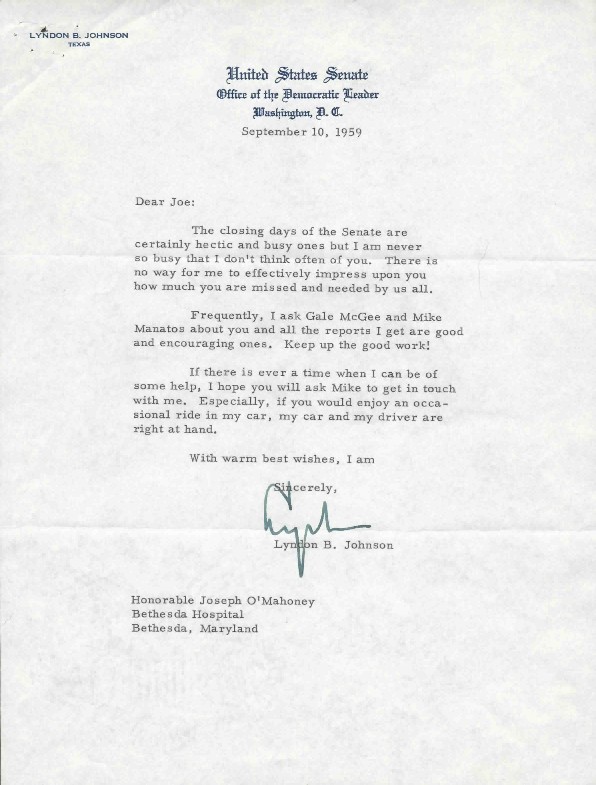 LYNDON B. JOHNSON
TEXAS
United States Senate
Office of the Democratic Leader
Washington, D. C.
September 10, 1959
Dear Joe:
The closing days of the Senate are
certainly hectic and busy ones but I am never
so busy that I don't think often of you. There is
no way for me to effectively impress upon you
how much you are missed and needed by us all.
Frequently, I ask Gale McGee and Mike
Manatos about you and all the reports I get are good
and encouraging ones. Keep up the good work!
If there is ever a time when I can be of
some help, I hope you will ask Mike to get in touch
with me. Especially, if you would enjoy an occa-
sional ride in my car, my car and my driver are
right at hand.
With warm best wishes, I am
Sincerely,
Lyndon
Lyndon B. Johnson
Honorable Joseph O'Mahoney
Bethesda Hospital
Bethesda, Maryland